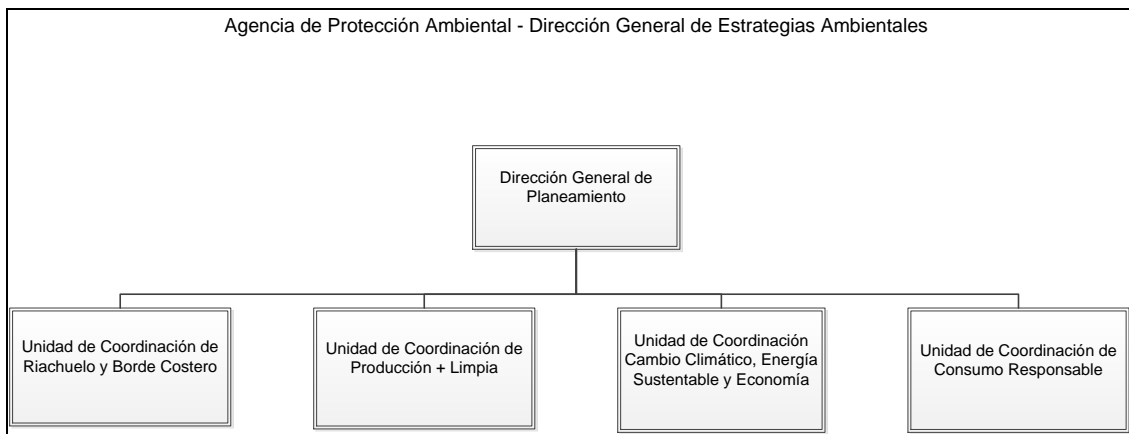 Agencia de Protección Ambiental - Dirección General de Estrategias Ambientales
Dirección General de
Planeamiento
Unidad de Coordinación de
Riachuelo y Borde Costero
Unidad de Coordinación de
Producción + Limpia
Unidad de Coordinación
Cambio Climático, Energía
Sustentable y Economía
Unidad de Coordinación de
Consumo Responsable